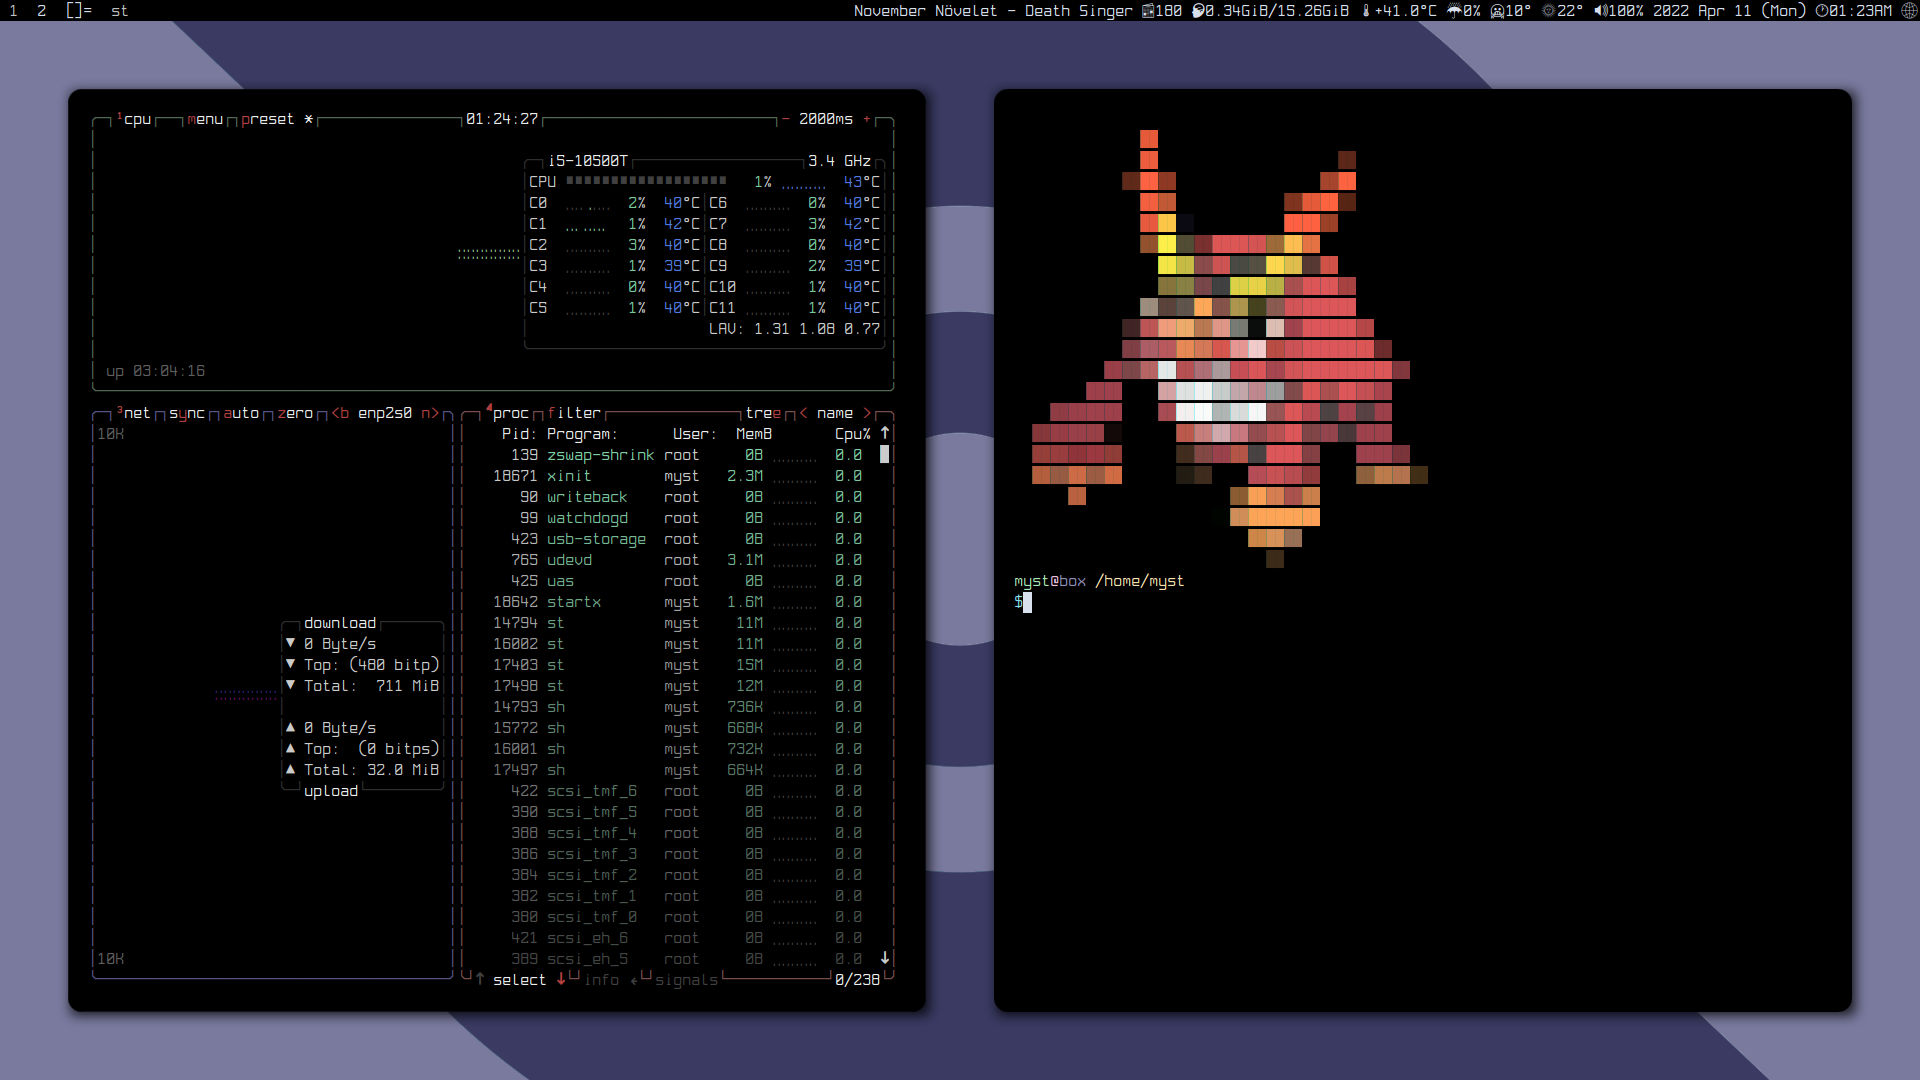 1 2 []= st November Növelet - Death Singer 180 0.34GiB/15.26GiB +41.0°C 0% 10° 22° 100% 2022 Apr 11 (Mon) 01:23AM
1cpu menu preset * 01:24:27 - 2000ms +
i5-10500T 3.4 GHz
CPU 1% 43°C
C0 2% 40°C C6 0% 40°C
C1 1% 42°C C7 3% 42°C
C2 3% 40°C C8 0% 40°C
C3 1% 39°C C9 2% 39°C
C4 0% 40°C C10 1% 40°C
C5 1% 40°C C11 1% 40°C
LAV: 1.31 1.08 0.77
up 03:04:16
3net sync auto zero <b enp2s0 n>
10K
download
▼ 0 Byte/s
▼ Top: (480 bitp)
▼ Total: 711 MiB
▲ 0 Byte/s
▲ Top: (0 bitps)
▲ Total: 32.0 MiB
upload
10K
4proc filter tree < name >
Pid: Program: User: MemB Cpu% ↑
139 zswap-shrink root 0B 0.0
18671 xinit myst 2.3M 0.0
90 writeback root 0B 0.0
99 watchdogd root 0B 0.0
423 usb-storage root 0B 0.0
765 udevd root 3.1M 0.0
425 uas root 0B 0.0
18642 startx myst 1.6M 0.0
14794 st myst 11M 0.0
16002 st myst 11M 0.0
17403 st myst 15M 0.0
17498 st myst 12M 0.0
14793 sh myst 736K 0.0
15772 sh myst 668K 0.0
16001 sh myst 732K 0.0
17497 sh myst 664K 0.0
422 scsi_tmf_6 root 0B 0.0
390 scsi_tmf_5 root 0B 0.0
388 scsi_tmf_4 root 0B 0.0
386 scsi_tmf_3 root 0B 0.0
384 scsi_tmf_2 root 0B 0.0
382 scsi_tmf_1 root 0B 0.0
380 scsi_tmf_0 root 0B 0.0
421 scsi_eh_6 root 0B 0.0
389 scsi_eh_5 root 0B 0.0 ↓
↑ select ↓ info ↲ signals 0/238
myst@box /home/myst
$